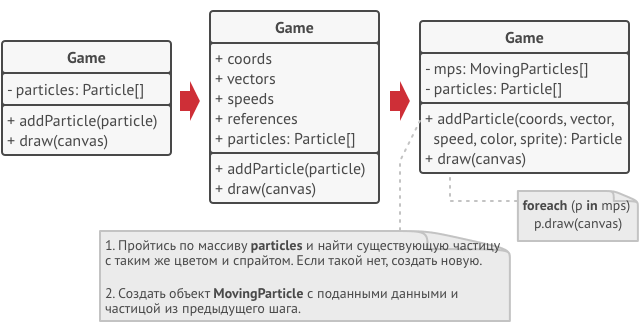 Game
- particles: Particle[]
+ addParticle(particle)
+ draw(canvas)
Game
+ coords
+ vectors
+ speeds
+ references
+ particles: Particle[]
+ addParticle(particle)
+ draw(canvas)
Game
- mps: MovingParticles[]
- particles: Particle[]
+ addParticle(coords, vector,
speed, color, sprite): Particle
+ draw(canvas)
foreach (p in mps)
p.draw(canvas)
1. Пройтись по массиву particles и найти существующую частицу
с таким же цветом и спрайтом. Если такой нет, создать новую.
2. Создать объект MovingParticle с поданными данными и
частицой из предыдущего шага.